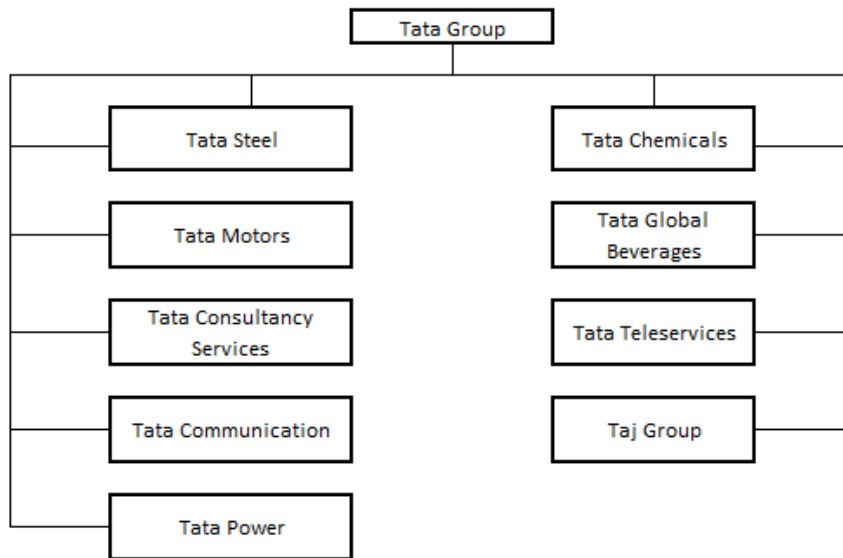 Tata Group
Tata Steel
Tata Motors
Tata Consultancy
Services
Tata Communication
Tata Power
Tata Chemicals
Tata Global
Beverages
Tata Teleservices
Taj Group